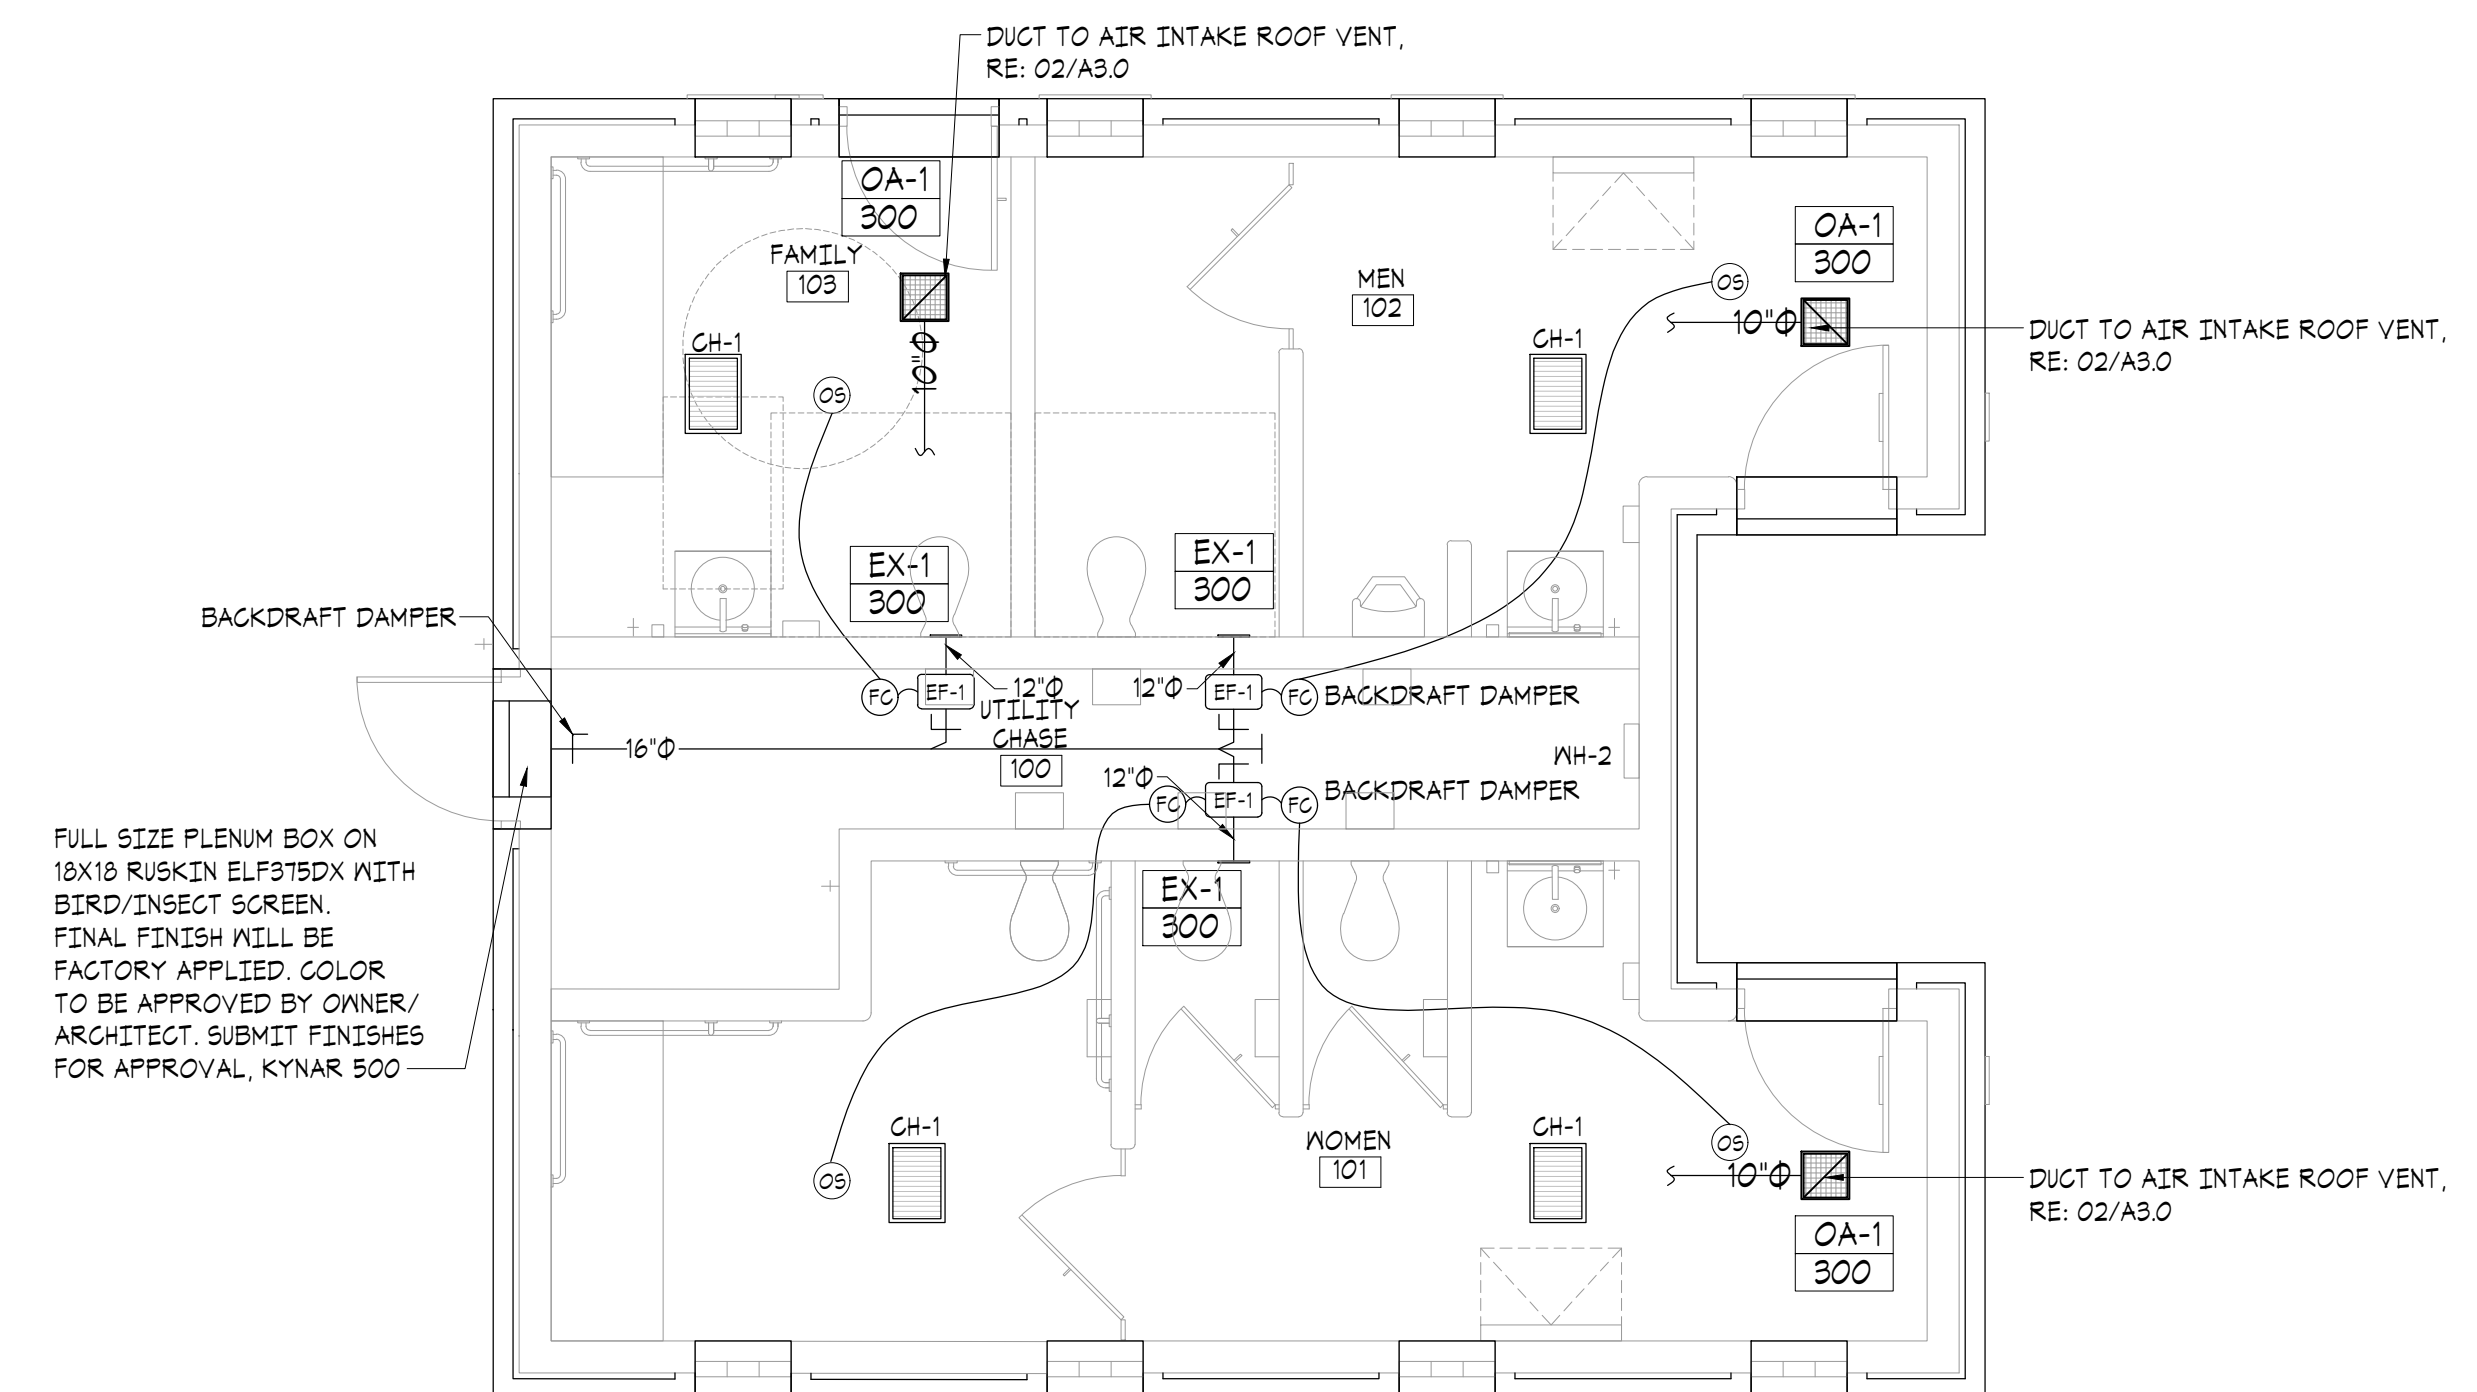 DUCT TO AIR INTAKE ROOF VENT,
RE: 02/A3.0
OA-1
300
FAMILY
103
10"Φ
CH-1
OS
MEN
102
CH-1
OS
OA-1
300
10"Φ
DUCT TO AIR INTAKE ROOF VENT,
RE: 02/A3.0
EX-1
300
EX-1
300
BACKDRAFT DAMPER
FC
EF-1
12"Φ
12"Φ
EF-1
FC
BACKDRAFT DAMPER
UTILITY
CHASE
100
16"Φ
WH-2
12"Φ
FC
EF-1
FC
BACKDRAFT DAMPER
FULL SIZE PLENUM BOX ON
18X18 RUSKIN ELF375DX WITH
BIRD/INSECT SCREEN.
FINAL FINISH WILL BE
FACTORY APPLIED. COLOR
TO BE APPROVED BY OWNER/
ARCHITECT. SUBMIT FINISHES
FOR APPROVAL, KYNAR 500
EX-1
300
CH-1
OS
WOMEN
101
CH-1
OS
10"Φ
DUCT TO AIR INTAKE ROOF VENT,
RE: 02/A3.0
OA-1
300